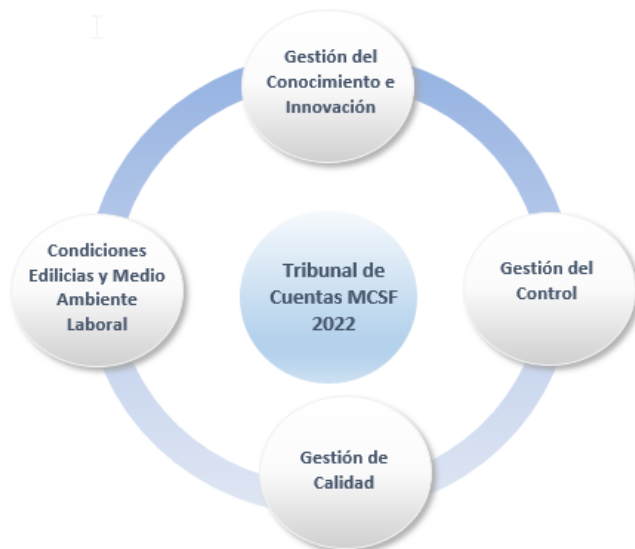 Gestión del
Conocimiento e
Innovación
Condiciones
Edilicias y Medio
Ambiente
Laboral
Tribunal de
Cuentas MCSF
2022
Gestión del
Control
Gestión de
Calidad